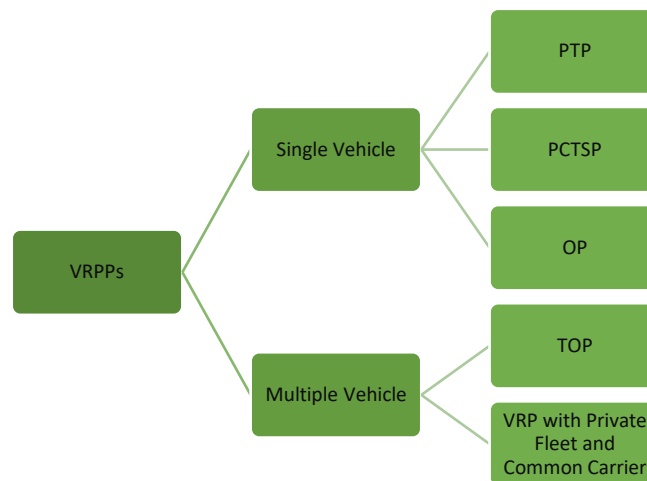 VRPPs
Single Vehicle
PTP
PCTSP
OP
Multiple Vehicle
TOP
VRP with Private
Fleet and
Common Carrier